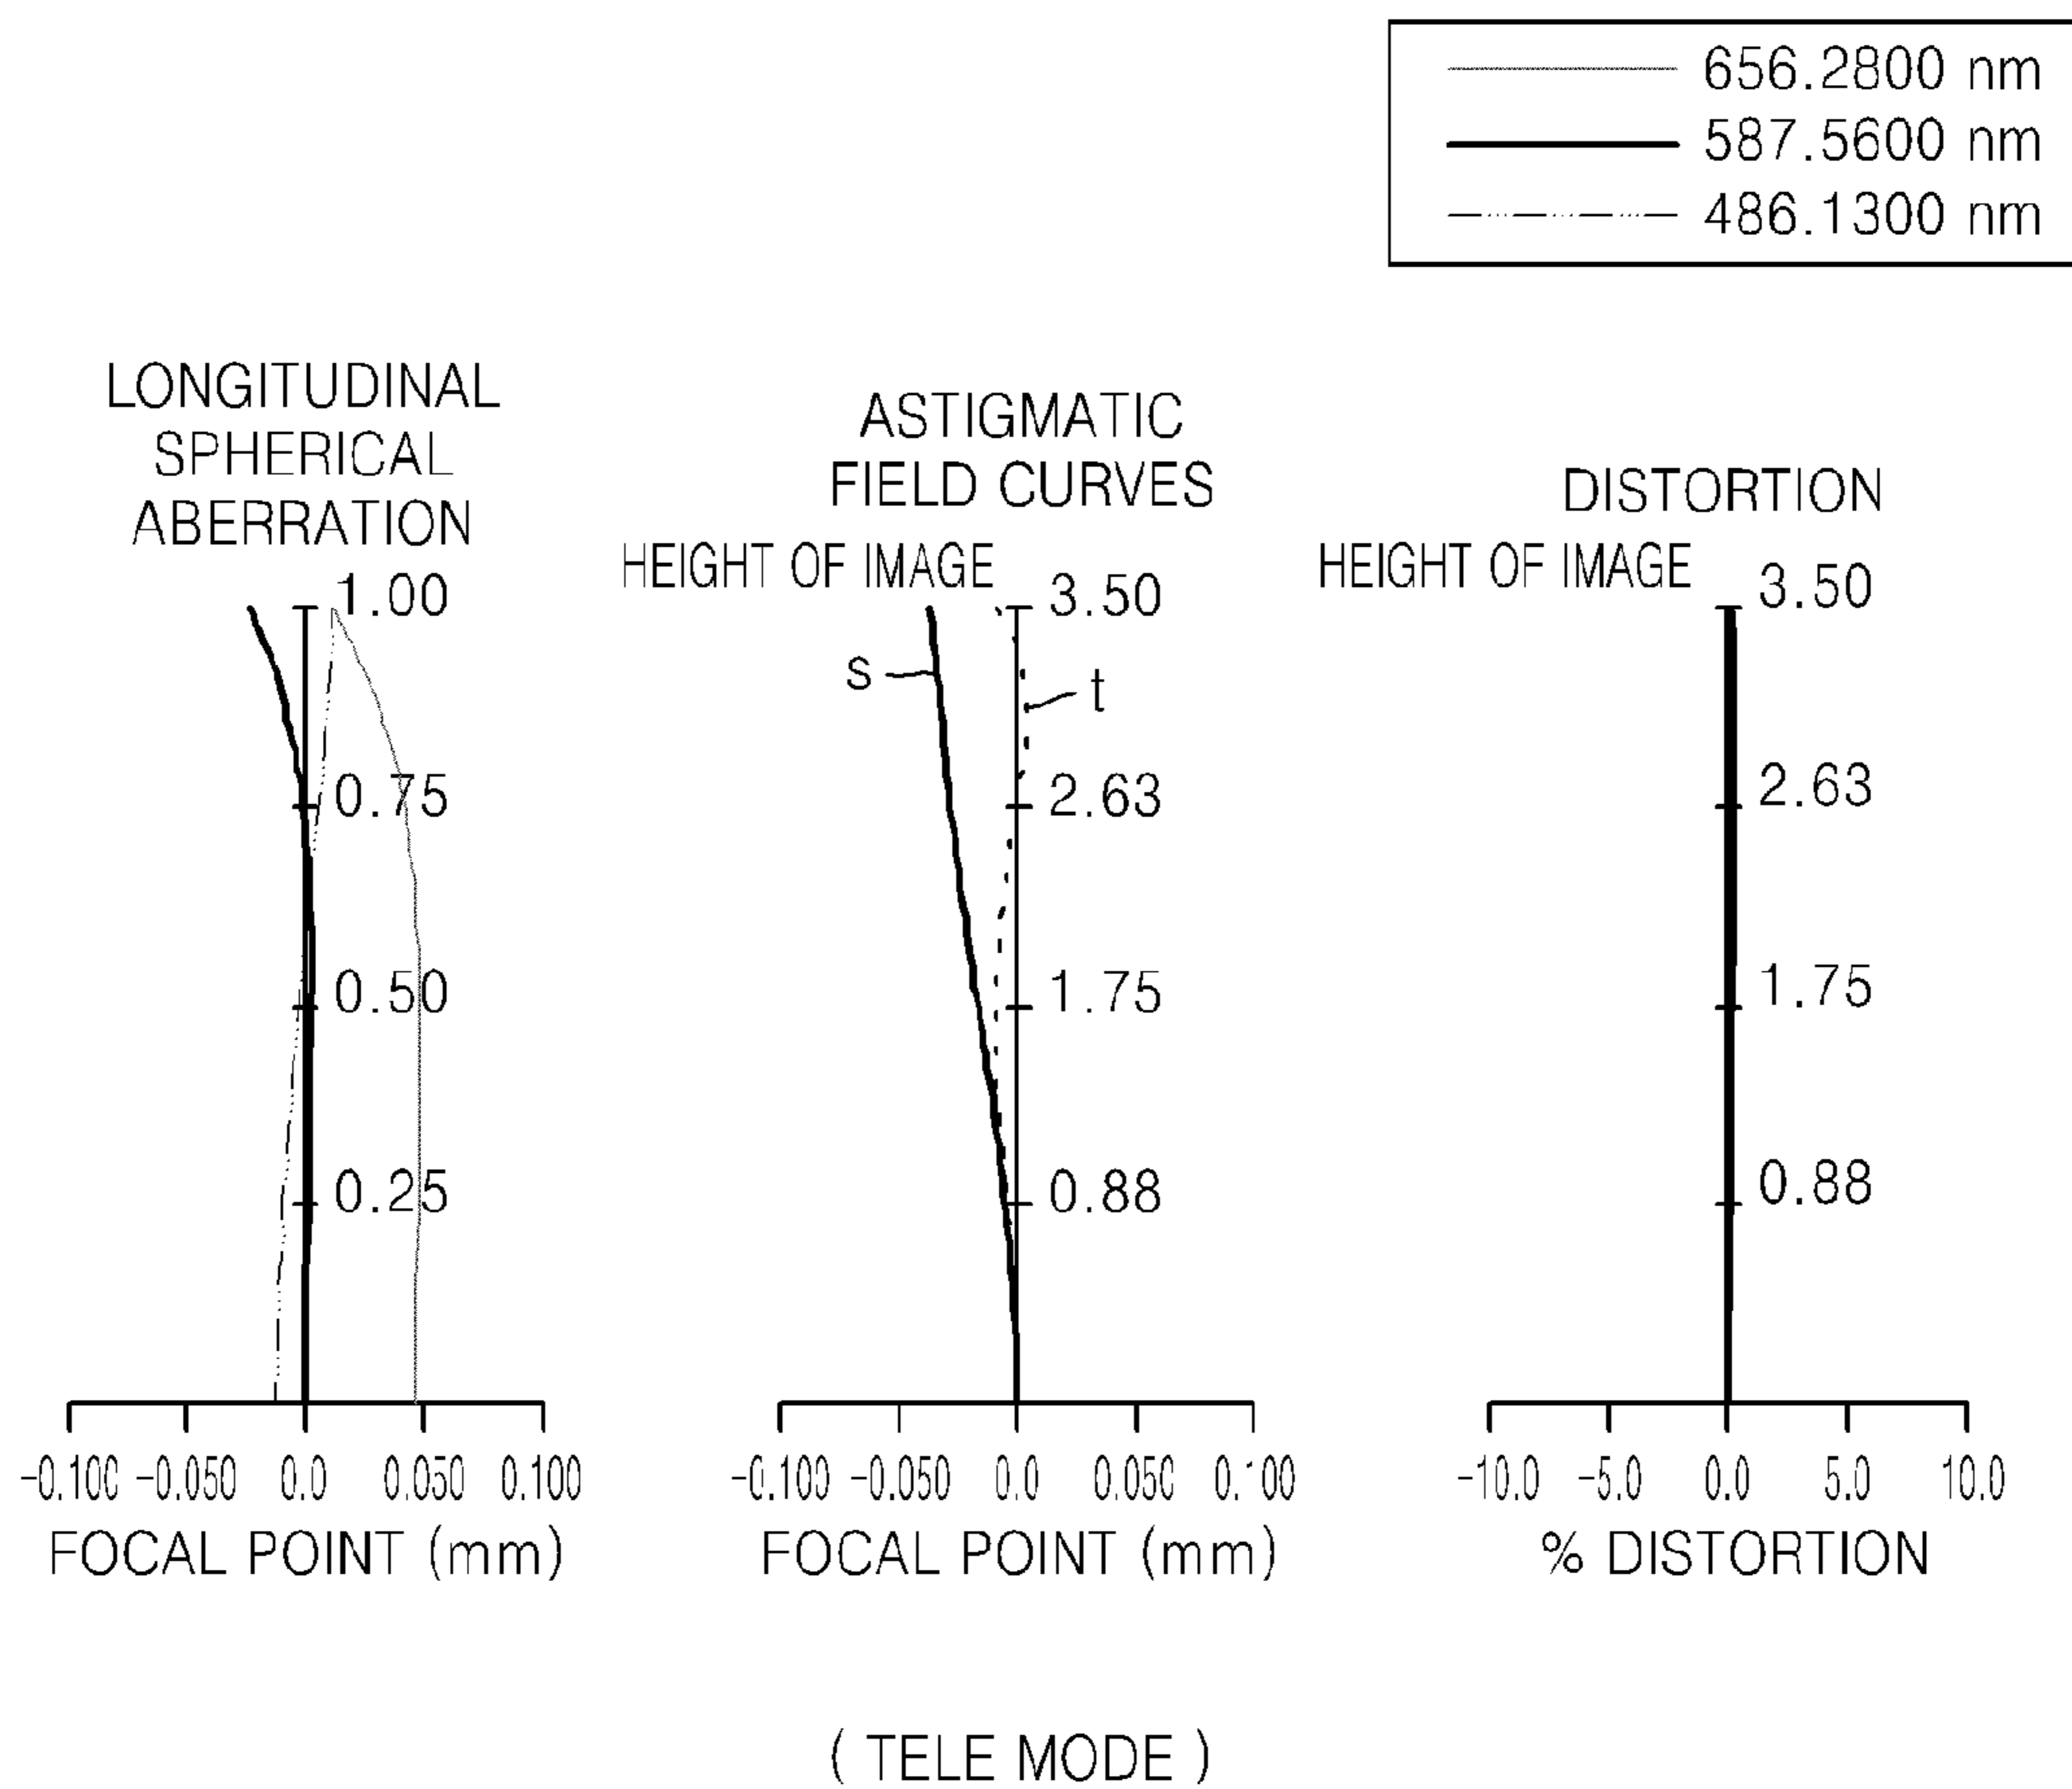 656.2800 nm
587.5600 nm
486.1300 nm
LONGITUDINAL
SPHERICAL
ABERRATION
1.00
0.75
0.50
0.25
-0.100 -0.050 0.0 0.050 0.100
FOCAL POINT (mm)
ASTIGMATIC
FIELD CURVES
HEIGHT OF IMAGE
3.50
s
t
2.63
1.75
0.88
-0.100 -0.050 0.0 0.050 0.100
FOCAL POINT (mm)
DISTORTION
HEIGHT OF IMAGE
3.50
2.63
1.75
0.88
-10.0 -5.0 0.0 5.0 10.0
% DISTORTION
( TELE MODE )